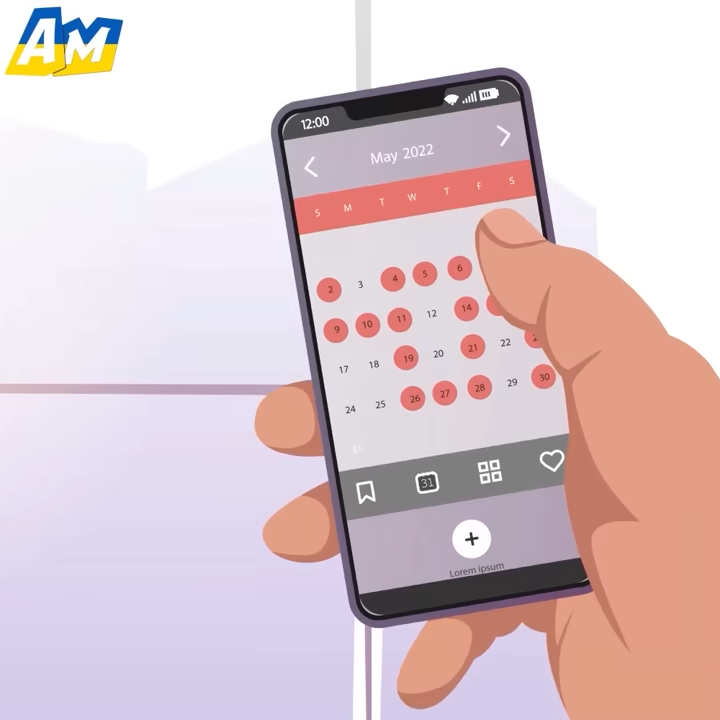 AM
12:00
May 2022
S M T W T F S
2 3 4 5 6
9 10 11 12 14
17 18 19 20 21 22
24 25 26 27 28 29 30
31
31
Lorem ipsum